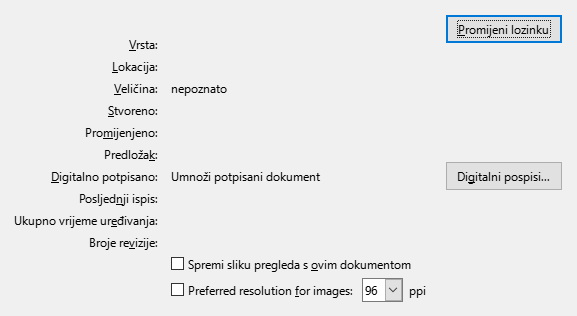 Promijeni lozinku
Vrsta:
Lokacija:
Veličina: nepoznato
Stvoreno:
Promijenjeno:
Predložak:
Digitalno potpisano: Umnoži potpisani dokument Digitalni pospisi...
Posljednji ispis:
Ukupno vrijeme uređivanja:
Broje revizije:
Spremi sliku pregleda s ovim dokumentom
Preferred resolution for images: 96 ppi